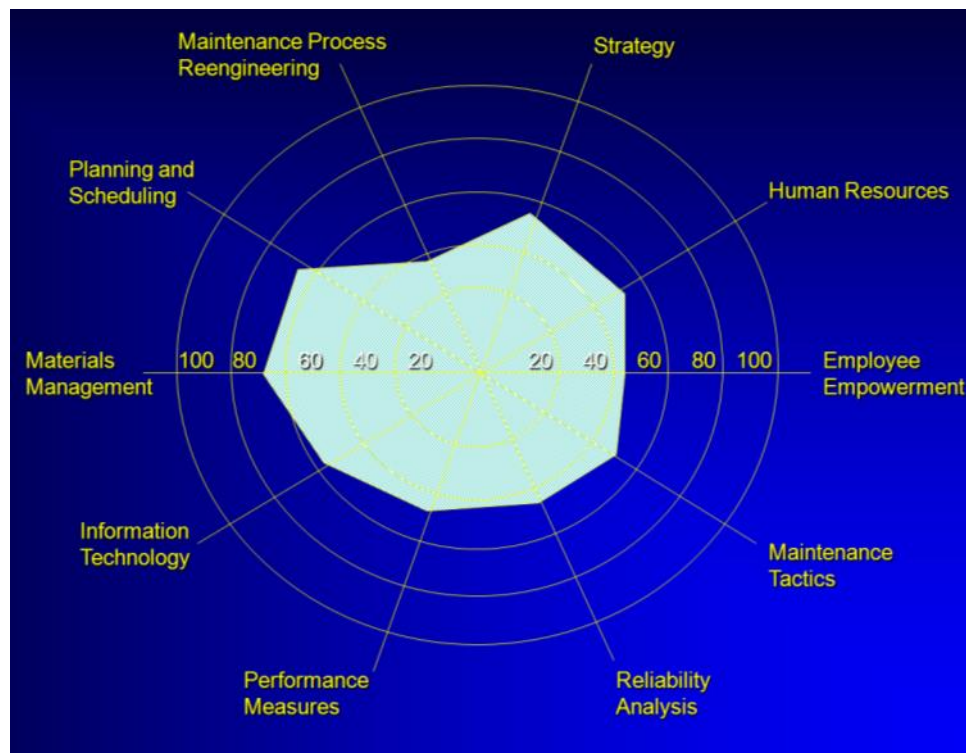 Maintenance Process
Reengineering
Strategy
Planning and
Scheduling
Human Resources
Materials
Management
100 80 60 40 20 20 40 60 80 100
Employee
Empowerment
Information
Technology
Maintenance
Tactics
Performance
Measures
Reliability
Analysis